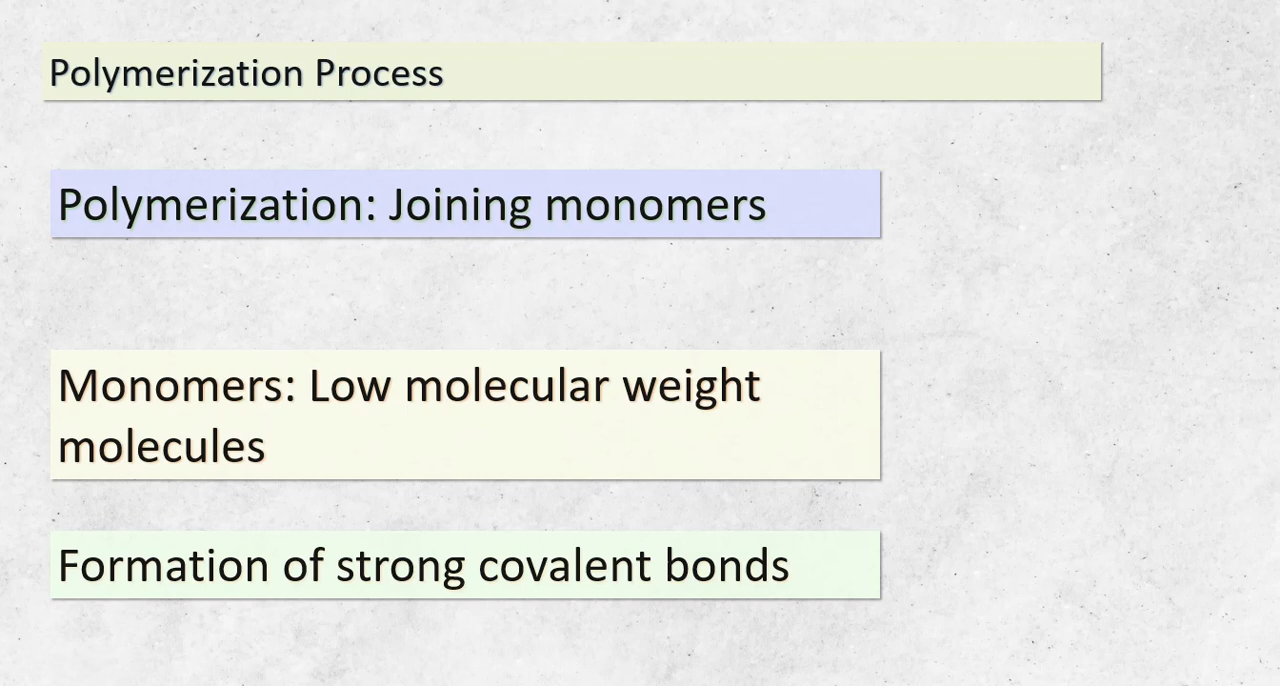 Polymerization Process
Polymerization: Joining monomers
Monomers: Low molecular weight
molecules
Formation of strong covalent bonds